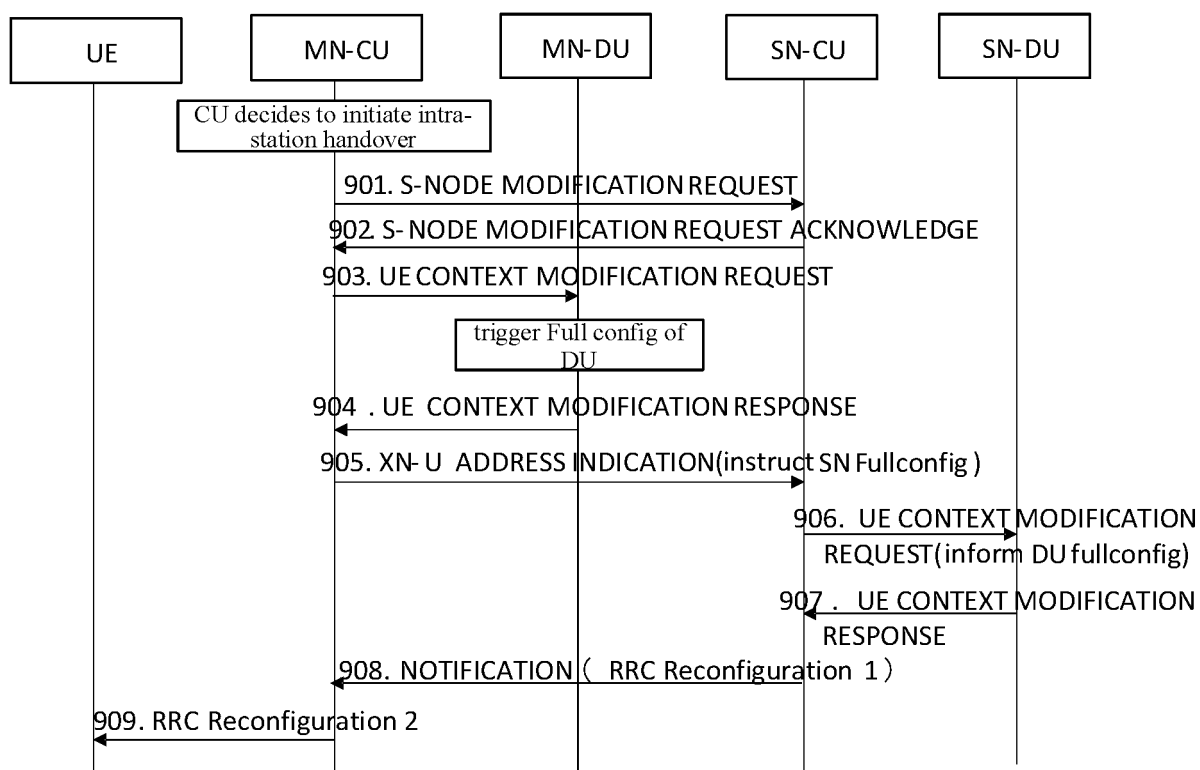 UE
MN-CU
MN-DU
SN-CU
SN-DU
CU decides to initiate intra-
station handover
901. S-NODE MODIFICATION REQUEST
902. S- NODE MODIFICATION REQUEST ACKNOWLEDGE
903. UE CONTEXT MODIFICATION REQUEST
trigger Full config of
DU
904 . UE CONTEXT MODIFICATION RESPONSE
905. XN- U ADDRESS INDICATION(instruct SN Fullconfig )
906. UE CONTEXT MODIFICATION
REQUEST(inform DU fullconfig)
907 . UE CONTEXT MODIFICATION
RESPONSE
908. NOTIFICATION （ RRC Reconfiguration 1）
909. RRC Reconfiguration 2